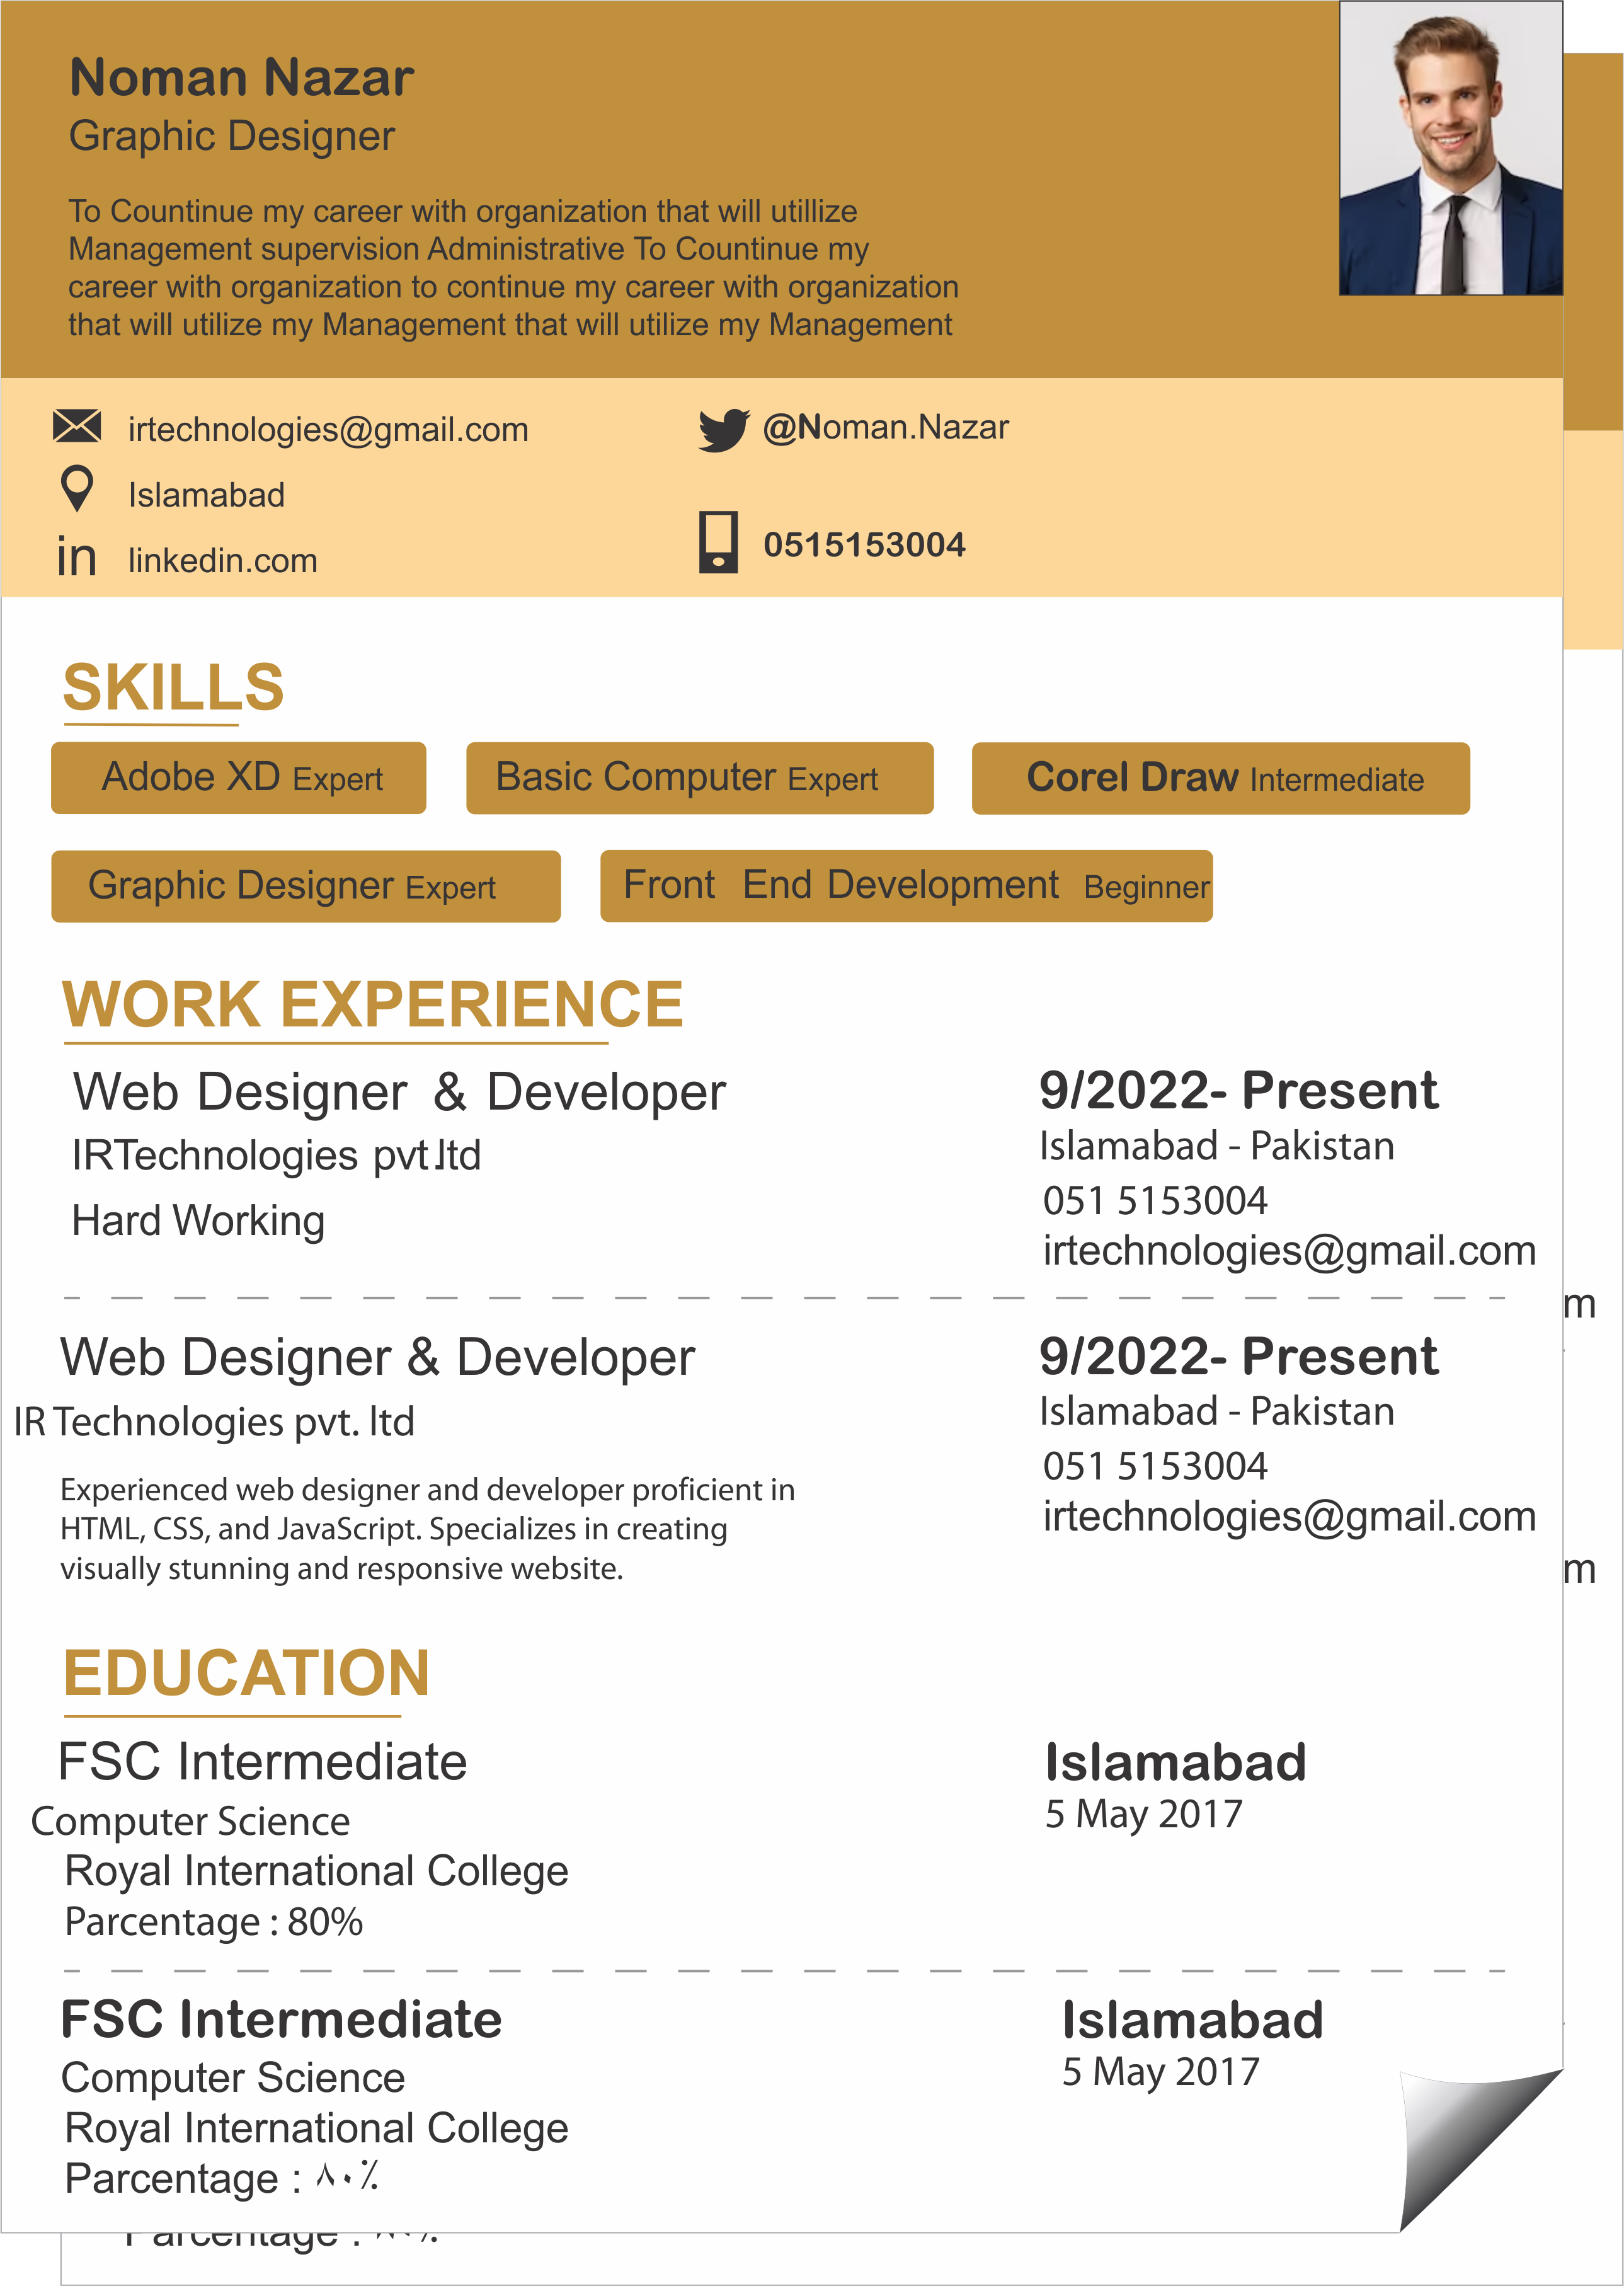 Noman Nazar
Graphic Designer
To Countinue my career with organization that will utillize
Management supervision Administrative To Countinue my
career with organization to continue my career with organization
that will utilize my Management that will utilize my Management
irtechnologies@gmail.com
@Noman.Nazar
Islamabad
in linkedin.com
0515153004
SKILLS
Adobe XD Expert
Basic Computer Expert
Corel Draw Intermediate
Graphic Designer Expert
Front End Development Beginner
WORK EXPERIENCE
Web Designer & Developer
9/2022- Present
IRTechnologies pvt.ltd
Islamabad - Pakistan
Hard Working
051 5153004
irtechnologies@gmail.com
m
Web Designer & Developer
9/2022- Present
IR Technologies pvt. ltd
Islamabad - Pakistan
051 5153004
Experienced web designer and developer proficient in
HTML, CSS, and JavaScript. Specializes in creating
visually stunning and responsive website.
irtechnologies@gmail.com
m
EDUCATION
FSC Intermediate
Islamabad
Computer Science
5 May 2017
Royal International College
Parcentage : 80%
FSC Intermediate
Islamabad
Computer Science
5 May 2017
Royal International College
Parcentage : ٨٠٪
Parcentage : ٨٠٪